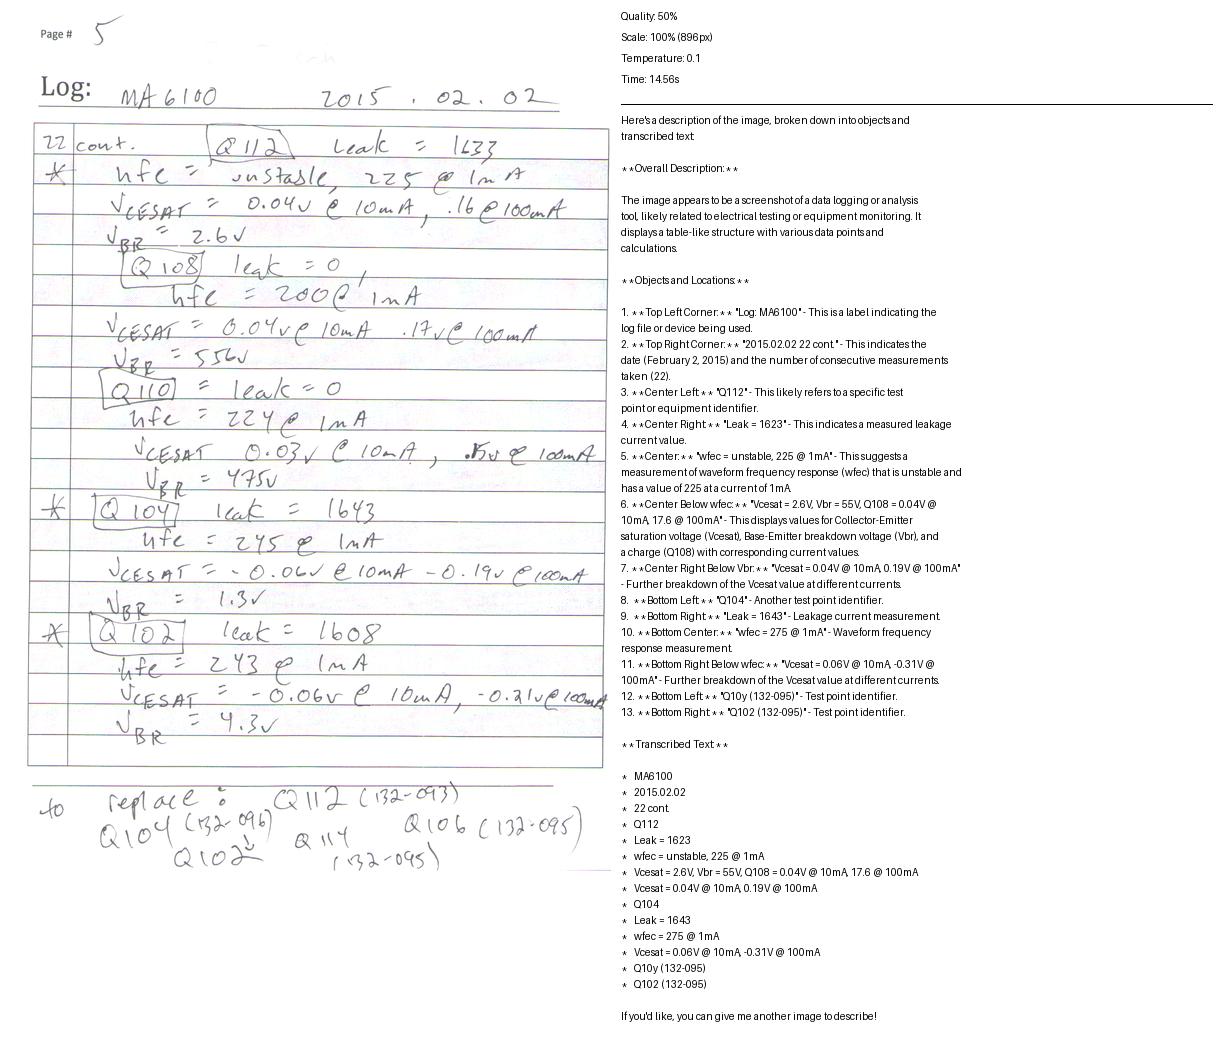 Page # 5
Log: MA6100 2015.02.02
22 cont. Q112 leak = 1633
* hfe = unstable, 225 @ 1mA
VCESAT = 0.04v @ 10mA, .16 @ 100mA
VBR = 2.6v
Q108 leak = 0,
hfe = 200 @ 1mA
VCESAT = 0.04v @ 10mA .17v @ 100mA
VBR = 556v
Q110 = leak = 0
hfe = 224 @ 1mA
VCESAT 0.03v @ 10mA, @ 100mA
VBR = 475v
* Q104 leak = 1643
hfe = 245 @ 1mA
VCESAT = -0.06v @ 10mA -0.19v @ 100mA
VBR = 1.3v
* Q102 leak = 1608
hfe = 243 @ 1mA
VCESAT = -0.06v @ 10mA, -0.21v @ 100mA
VBR = 4.3v
to replace: Q112 (132-093)
Q104 (132-096) Q114 Q106 (132-095)
Q102 (132-095)
Quality: 50%
Scale: 100% (896px)
Temperature: 0.1
Time: 14.56s
Here's a description of the image, broken down into objects and
transcribed text:
**Overall Description:**
The image appears to be a screenshot of a data logging or analysis
tool, likely related to electrical testing or equipment monitoring. It
displays a table-like structure with various data points and
calculations.
**Objects and Locations:**
1. **Top Left Corner:** "Log: MA6100" - This is a label indicating the
log file or device being used.
2. **Top Right Corner:** "2015.02.02 22 cont." - This indicates the
date (February 2, 2015) and the number of consecutive measurements
taken (22).
3. **Center Left:** "Q112" - This likely refers to a specific test
point or equipment identifier.
4. **Center Right:** "Leak = 1623" - This indicates a measured leakage
current value.
5. **Center:** "wfec = unstable, 225 @ 1mA" - This suggests a
measurement of waveform frequency response (wfec) that is unstable and
has a value of 225 at a current of 1mA.
6. **Center Below wfec:** "Vcesat = 2.6V, Vbr = 55V, Q108 = 0.04V @
10mA, 17.6 @ 100mA" - This displays values for Collector-Emitter
saturation voltage (Vcesat), Base-Emitter breakdown voltage (Vbr), and
a charge (Q108) with corresponding current values.
7. **Center Right Below Vbr:** "Vcesat = 0.04V @ 10mA, 0.19V @ 100mA"
- Further breakdown of the Vcesat value at different currents.
8. **Bottom Left:** "Q104" - Another test point identifier.
9. **Bottom Right:** "Leak = 1643" - Leakage current measurement.
10. **Bottom Center:** "wfec = 275 @ 1mA" - Waveform frequency
response measurement.
11. **Bottom Right Below wfec:** "Vcesat = 0.06V @ 10mA, -0.31V @
100mA" - Further breakdown of the Vcesat value at different currents.
12. **Bottom Left:** "Q10y (132-095)" - Test point identifier.
13. **Bottom Right:** "Q102 (132-095)" - Test point identifier.
**Transcribed Text:**
* MA6100
* 2015.02.02
* 22 cont.
* Q112
* Leak = 1623
* wfec = unstable, 225 @ 1mA
* Vcesat = 2.6V, Vbr = 55V, Q108 = 0.04V @ 10mA, 17.6 @ 100mA
* Vcesat = 0.04V @ 10mA, 0.19V @ 100mA
* Q104
* Leak = 1643
* wfec = 275 @ 1mA
* Vcesat = 0.06V @ 10mA, -0.31V @ 100mA
* Q10y (132-095)
* Q102 (132-095)
If you'd like, you can give me another image to describe!